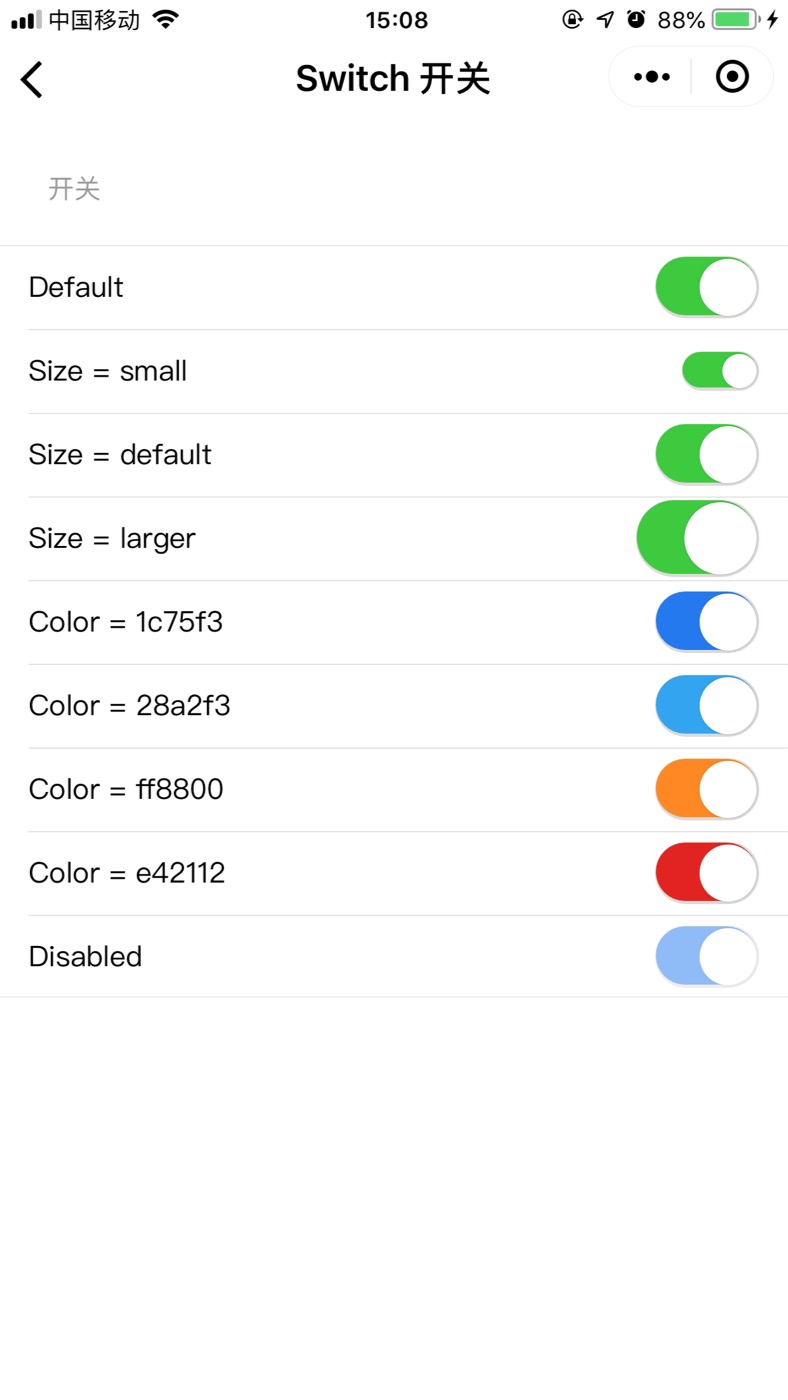 中国移动 15:08 88%
Switch 开关
开关
Default
Size = small
Size = default
Size = larger
Color = 1c75f3
Color = 28a2f3
Color = ff8800
Color = e42112
Disabled